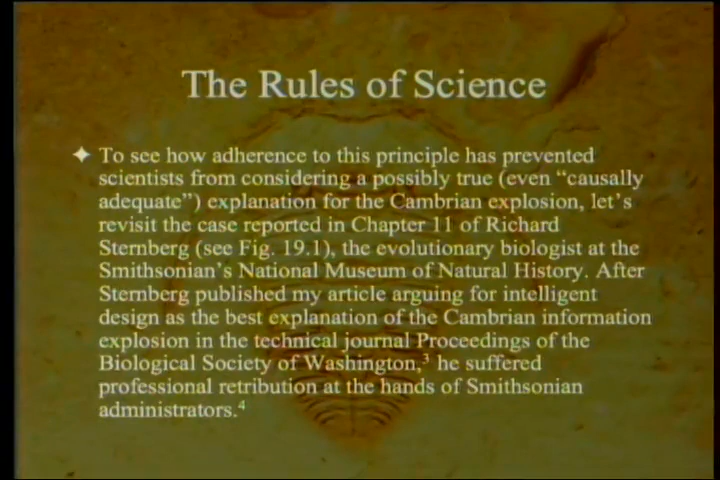 The Rules of Science
To see how adherence to this principle has prevented
scientists from considering a possibly true (even “causally
adequate”) explanation for the Cambrian explosion, let’s
revisit the case reported in Chapter 11 of Richard
Sternberg (see Fig. 19.1), the evolutionary biologist at the
Smithsonian’s National Museum of Natural History. After
Sternberg published my article arguing for intelligent
design as the best explanation of the Cambrian information
explosion in the technical journal Proceedings of the
Biological Society of Washington,³ he suffered
professional retribution at the hands of Smithsonian
administrators.⁴